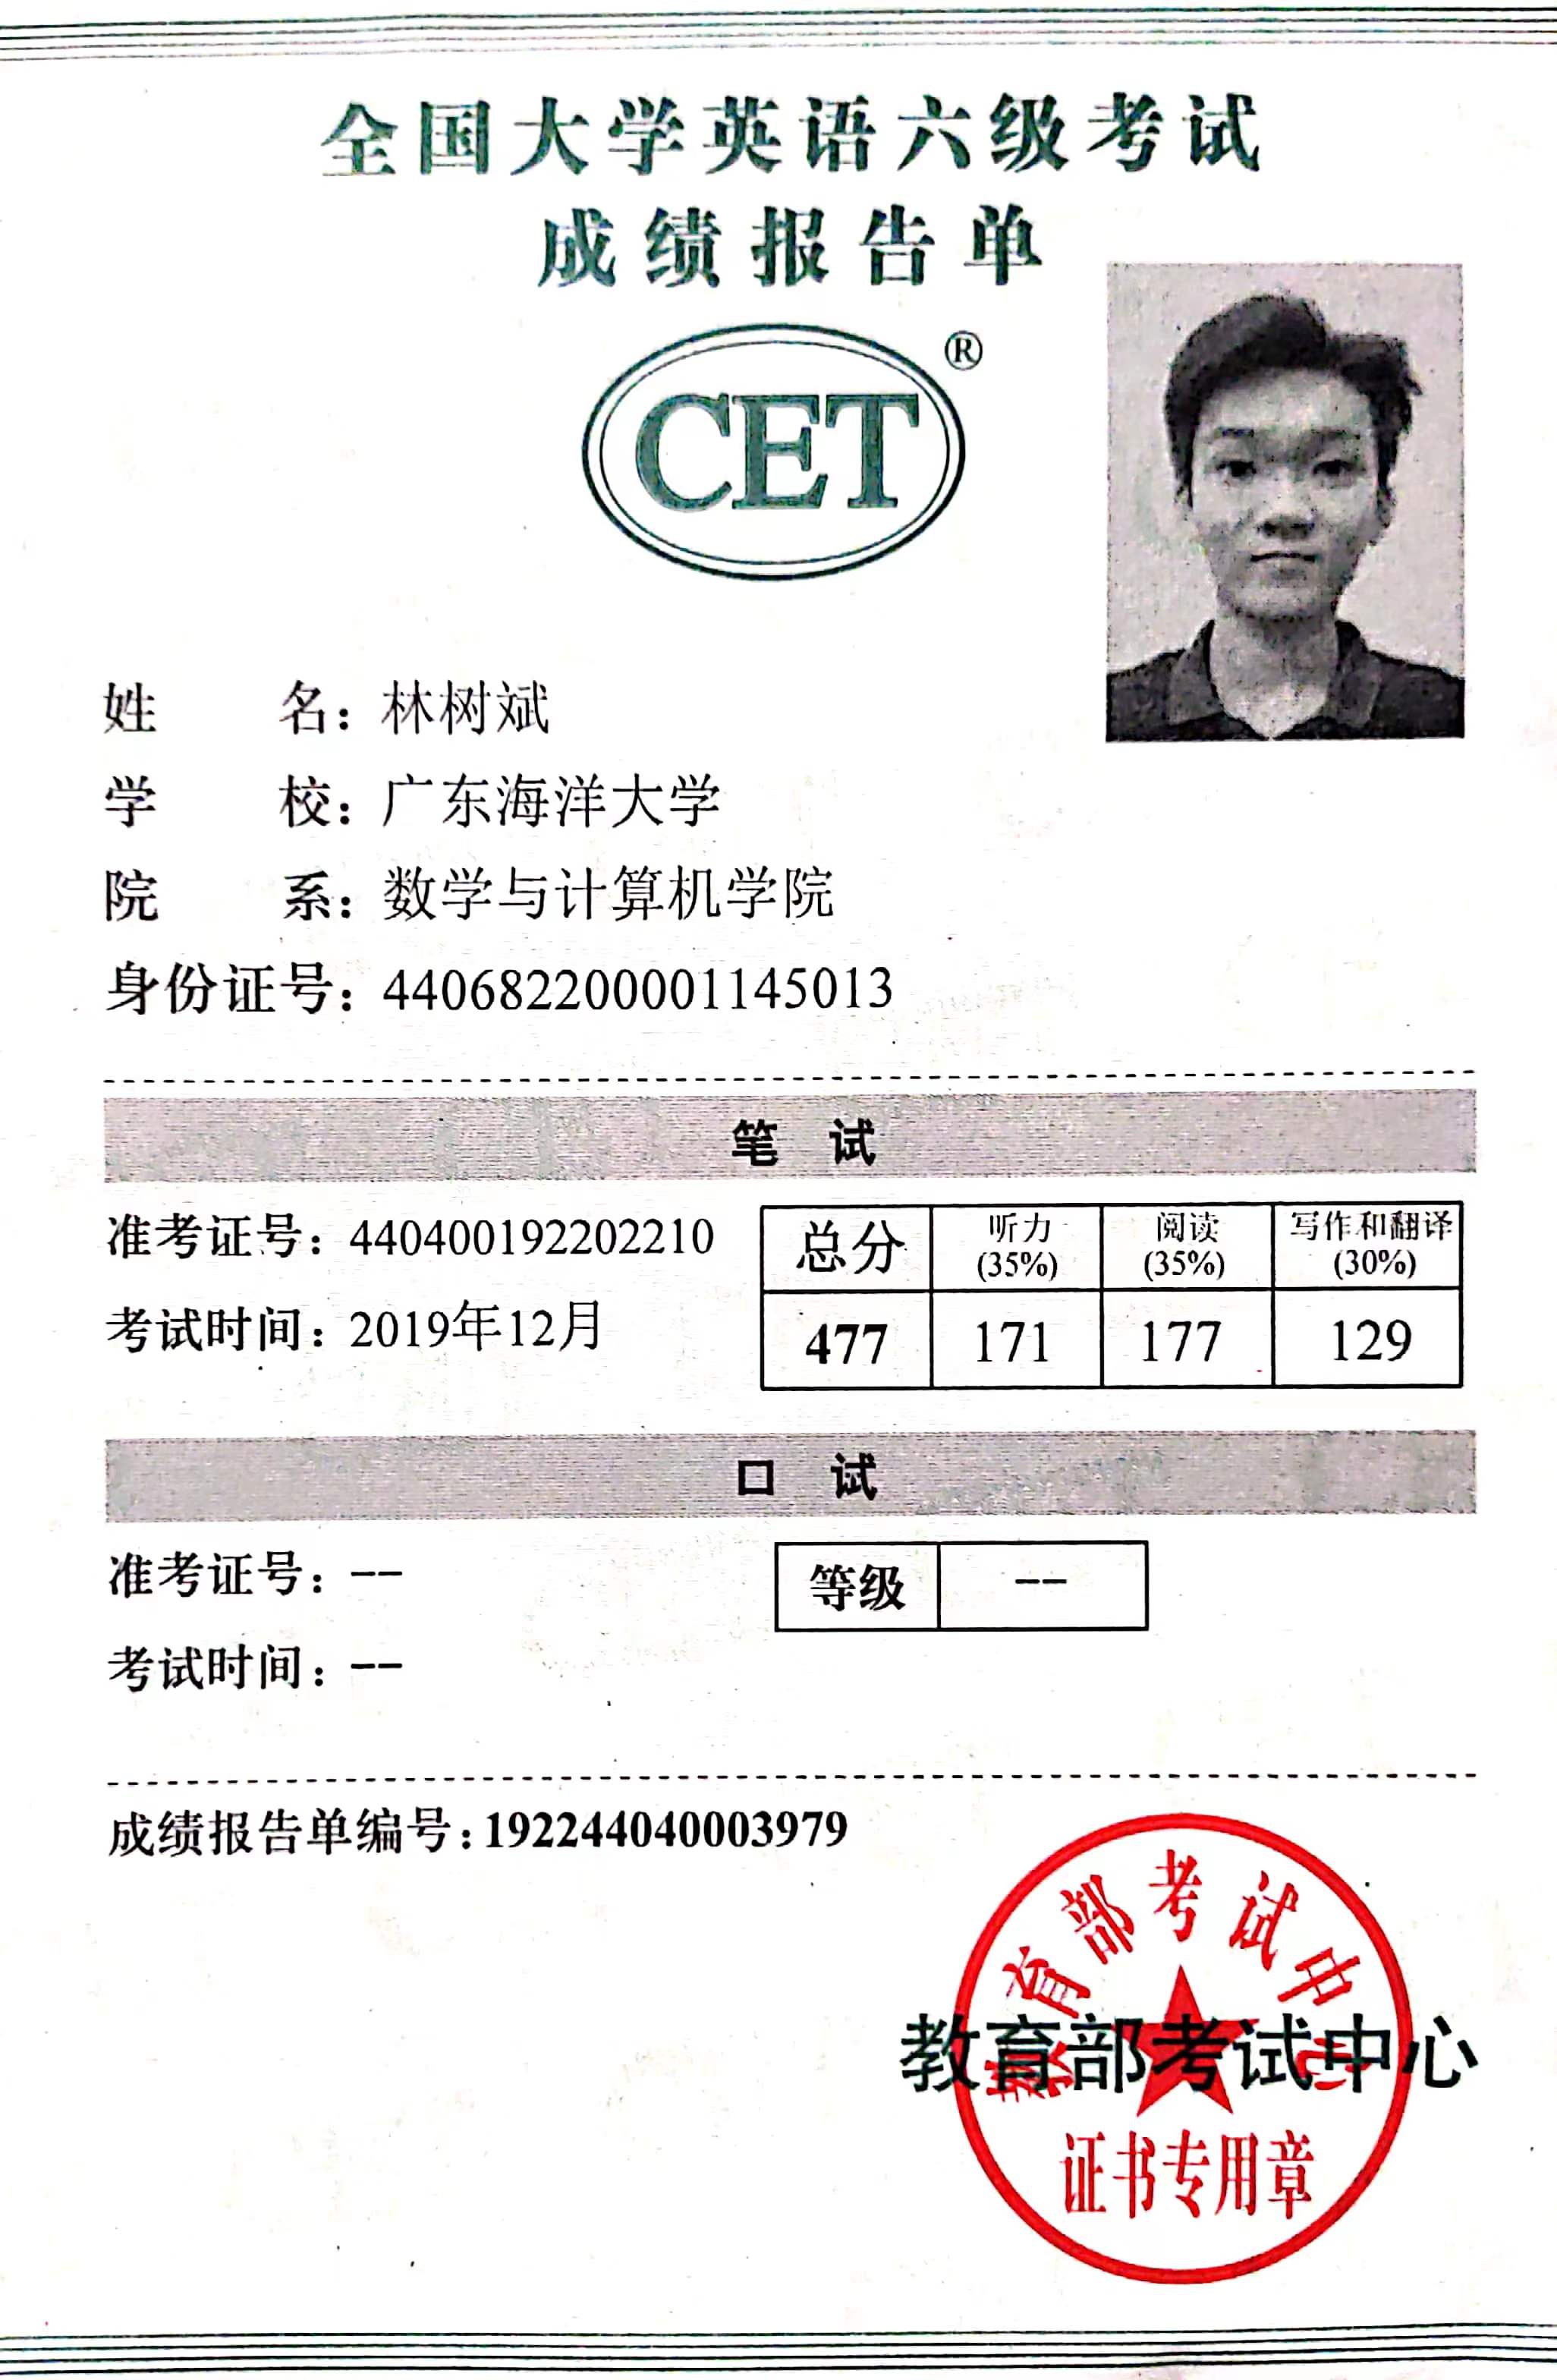 全国大学英语六级考试
成绩报告单
CET®
姓 名：林树斌
学 校：广东海洋大学
院 系：数学与计算机学院
身份证号：440682200001145013
笔 试
准考证号：440400192202210
考试时间：2019年12月
总分 听力 (35%) 阅读 (35%) 写作和翻译 (30%)
477 171 177 129
口 试
准考证号：--
考试时间：--
等级 --
成绩报告单编号：192244040003979
教育部考试中心
教育部考试中心
证书专用章